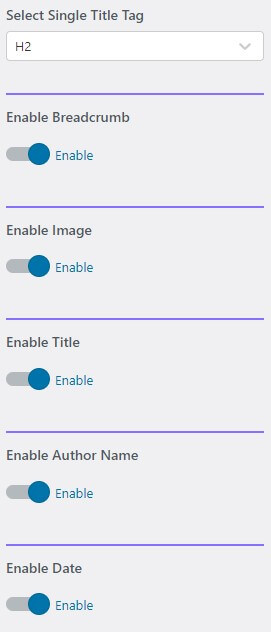 Select Single Title Tag
H2
Enable Breadcrumb
Enable
Enable Image
Enable
Enable Title
Enable
Enable Author Name
Enable
Enable Date
Enable